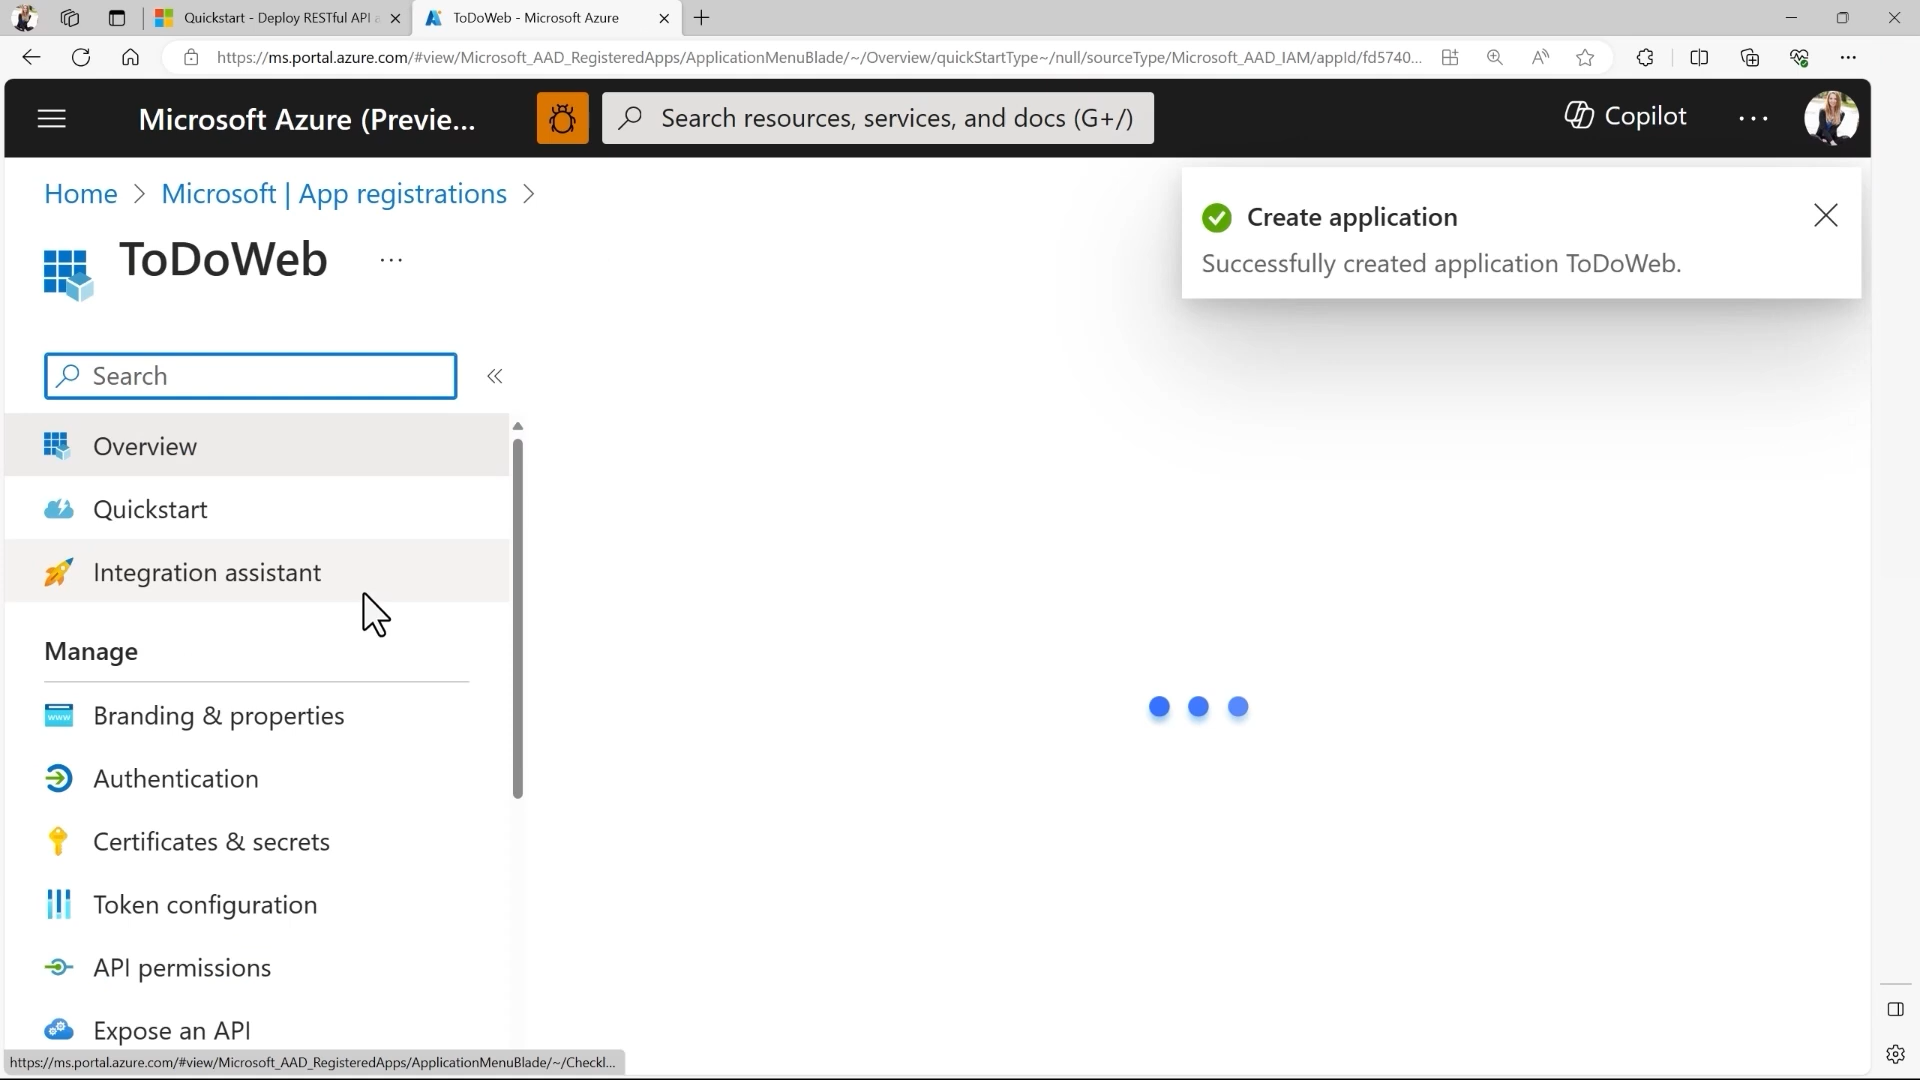 Quickstart - Deploy RESTful API a
ToDoWeb - Microsoft Azure
https://ms.portal.azure.com/#view/Microsoft_AAD_RegisteredApps/ApplicationMenuBlade/~/Overview/quickStartType~/null/sourceType/Microsoft_AAD_IAM/appId/fd5740...
Microsoft Azure (Previe...
Search resources, services, and docs (G+/)
Copilot
Home > Microsoft | App registrations >
ToDoWeb
Create application
Successfully created application ToDoWeb.
Search
Overview
Quickstart
Integration assistant
Manage
Branding & properties
Authentication
Certificates & secrets
Token configuration
API permissions
Expose an API
https://ms.portal.azure.com/#view/Microsoft_AAD_RegisteredApps/ApplicationMenuBlade/~/Checkl...